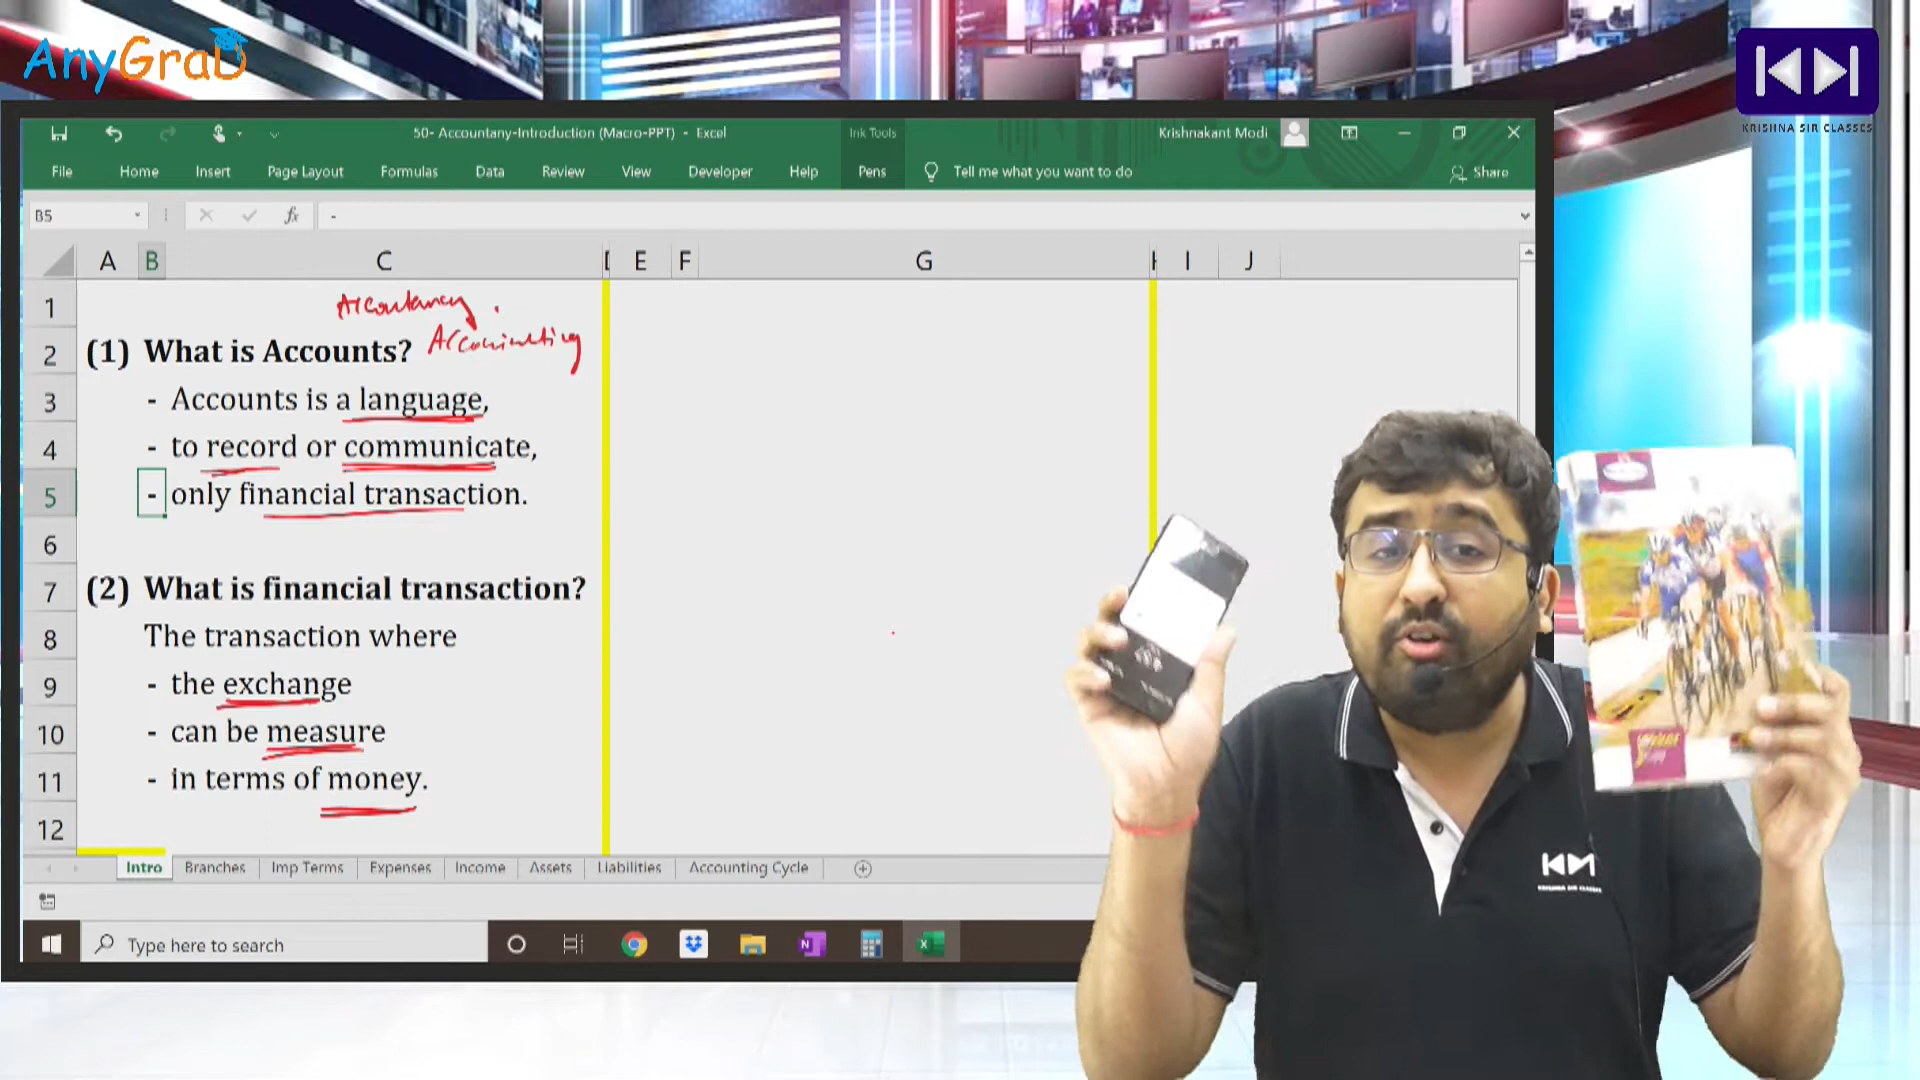 AnyGrad
KRISHNA SIR CLASSES
50- Accountany-Introduction (Macro-PPT) - Excel
Ink Tools
Krishnakant Modi
File Home Insert Page Layout Formulas Data Review View Developer Help Pens Tell me what you want to do Share
B5 fx -
A B C D E F G H I J
1 Accountancy
2 (1) What is Accounts? Accounting
3 - Accounts is a language,
4 - to record or communicate,
5 - only financial transaction.
6
7 (2) What is financial transaction?
8 The transaction where
9 - the exchange
10 - can be measure
11 - in terms of money.
12
Intro Branches Imp Terms Expenses Income Assets Liabilities Accounting Cycle
Type here to search
KRISHNA SIR CLASSES